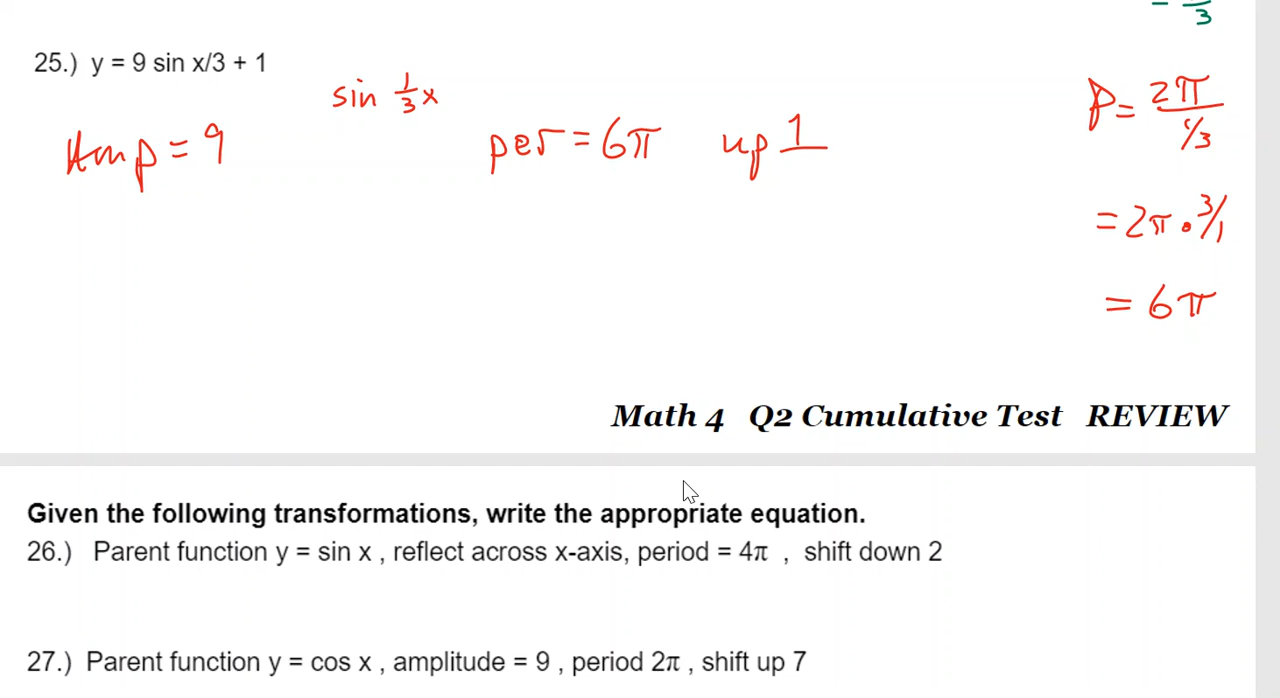 3
25.) y = 9 sin x/3 + 1
sin 1/3 x
P = 2π / 1/3
Amp = 9
per = 6π
up 1
= 2π · 3/1
= 6π
Math 4 Q2 Cumulative Test REVIEW
Given the following transformations, write the appropriate equation.
26.) Parent function y = sin x , reflect across x-axis, period = 4π , shift down 2
27.) Parent function y = cos x , amplitude = 9 , period 2π , shift up 7